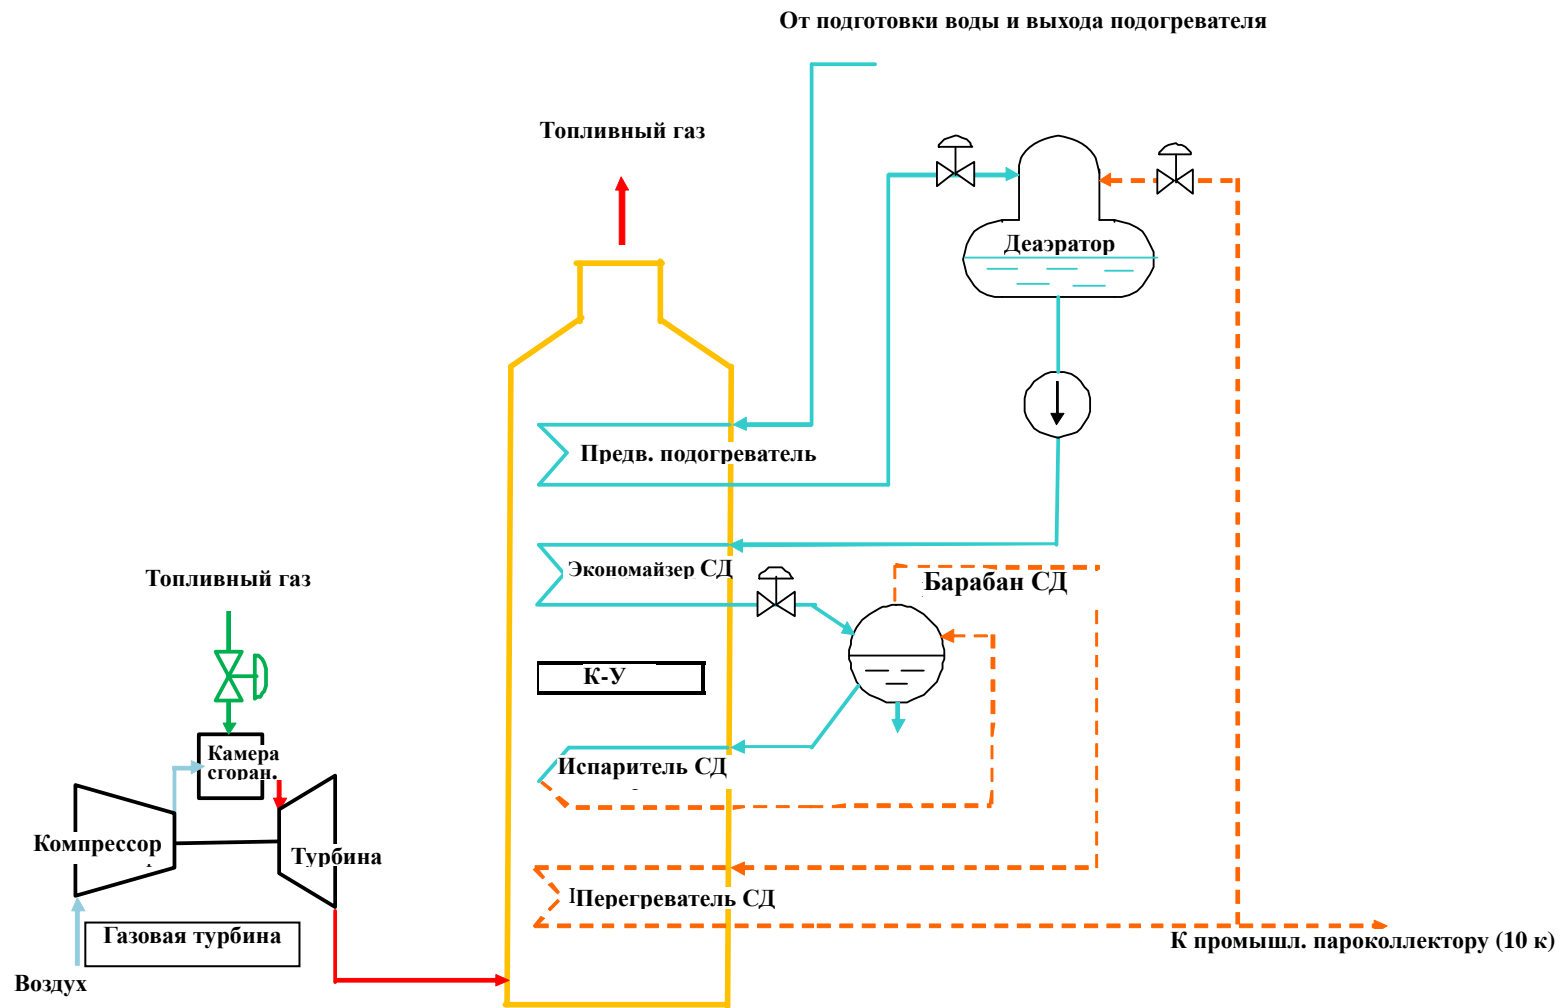 От подготовки воды и выхода подогревателя
Топливный газ
Деаэратор
Предв. подогреватель
Экономайзер СД
Барабан СД
Топливный газ
К-У
Камера
сгоран.
Испаритель СД
Компрессор
Турбина
Перегреватель СД
Газовая турбина
К промышл. пароколлектору (10 к)
Воздух